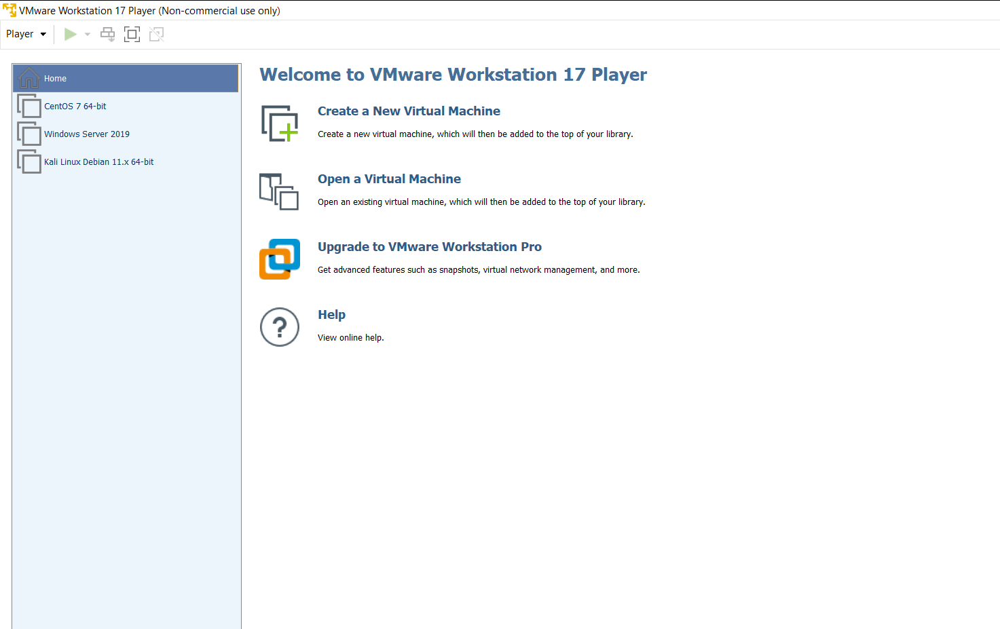 VMware Workstation 17 Player (Non-commercial use only)
Player
Home
CentOS 7 64-bit
Windows Server 2019
Kali Linux Debian 11.x 64-bit
Welcome to VMware Workstation 17 Player
Create a New Virtual Machine
Create a new virtual machine, which will then be added to the top of your library.
Open a Virtual Machine
Open an existing virtual machine, which will then be added to the top of your library.
Upgrade to VMware Workstation Pro
Get advanced features such as snapshots, virtual network management, and more.
Help
View online help.